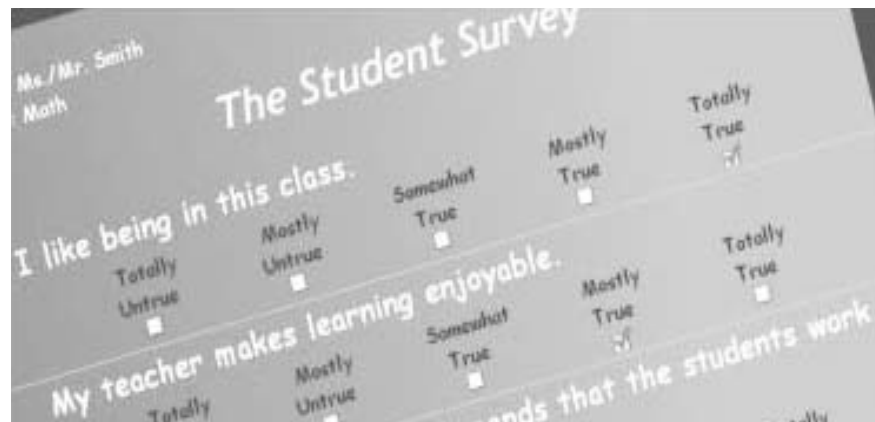 Ms./Mr. Smith
Math
The Student Survey
I like being in this class.
Totally Untrue
Mostly Untrue
Somewhat True
Mostly True
Totally True
My teacher makes learning enjoyable.
Totally
Mostly Untrue
Somewhat True
Mostly True
Totally True
that the students work